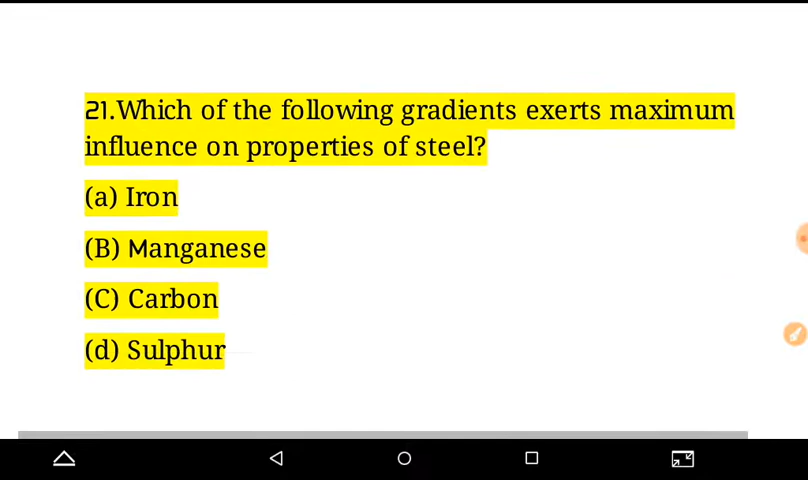 21.Which of the following gradients exerts maximum
influence on properties of steel?
(a) Iron
(B) Manganese
(C) Carbon
(d) Sulphur